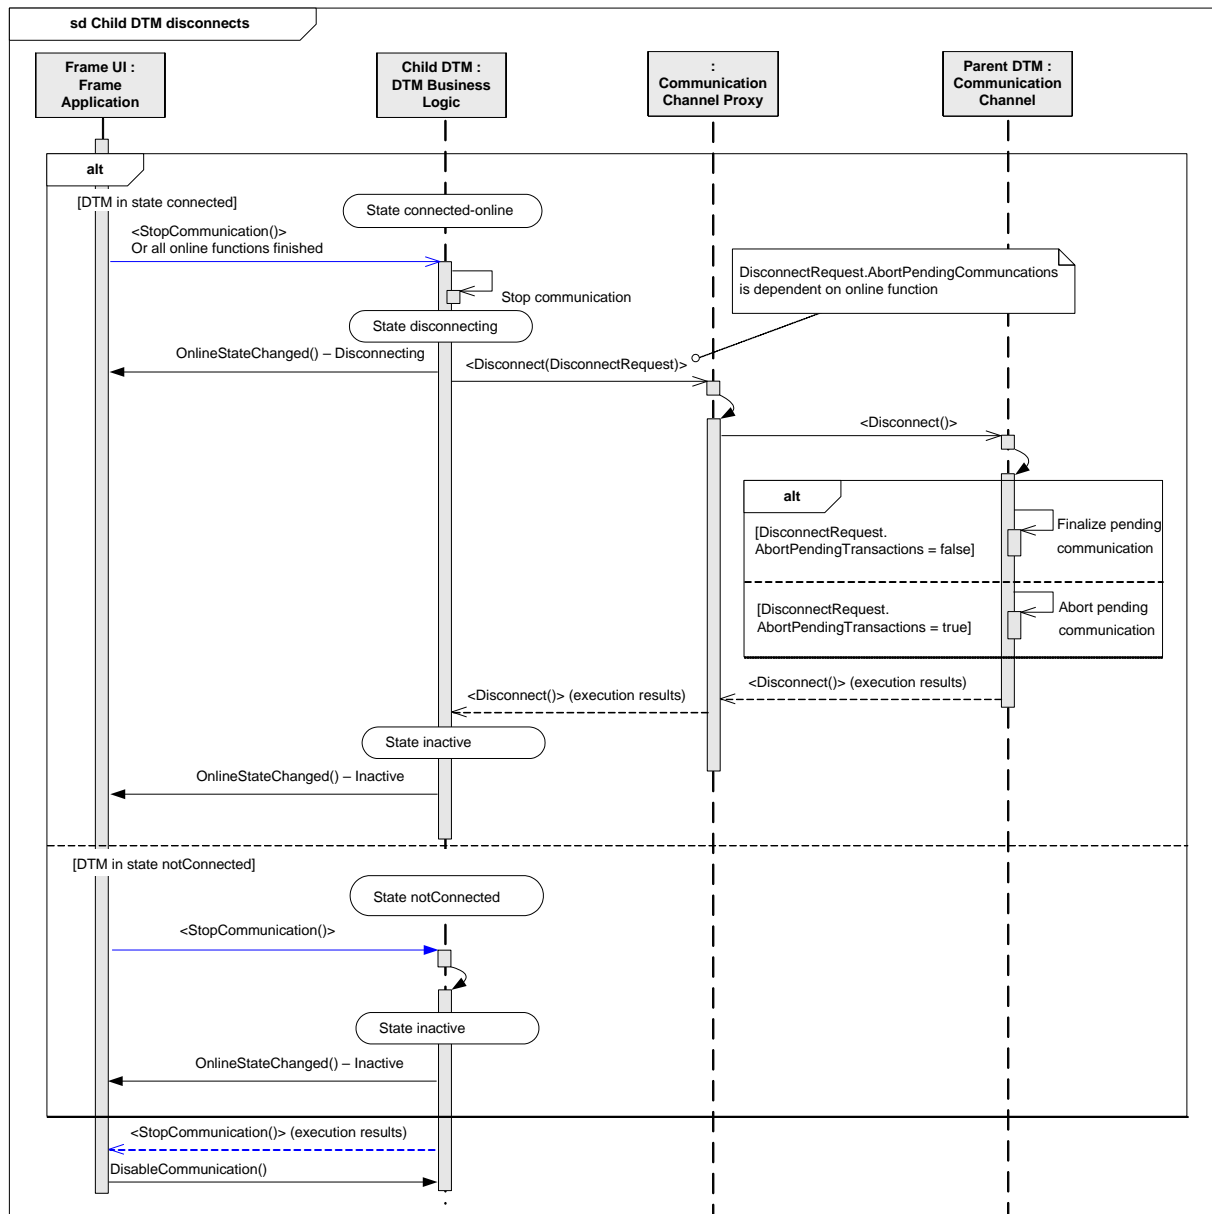 sd Child DTM disconnects
Frame UI :
Frame
Application
Child DTM :
DTM Business
Logic
:
Communication
Channel Proxy
Parent DTM :
Communication
Channel
alt
[DTM in state connected]
State connected-online
<StopCommunication()>
Or all online functions finished
DisconnectRequest.AbortPendingCommuncations
is dependent on online function
Stop communication
State disconnecting
OnlineStateChanged() – Disconnecting
<Disconnect(DisconnectRequest)>
<Disconnect()>
alt
[DisconnectRequest.
AbortPendingTransactions = false]
Finalize pending
communication
[DisconnectRequest.
AbortPendingTransactions = true]
Abort pending
communication
<Disconnect()> (execution results)
<Disconnect()> (execution results)
State inactive
OnlineStateChanged() – Inactive
[DTM in state notConnected]
State notConnected
<StopCommunication()>
State inactive
OnlineStateChanged() – Inactive
<StopCommunication()> (execution results)
DisableCommunication()